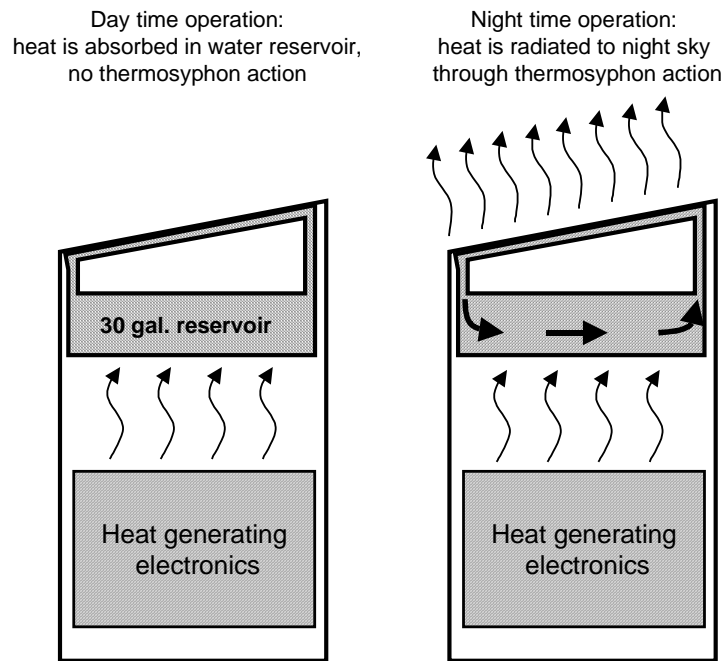 Day time operation:
heat is absorbed in water reservoir,
no thermosyphon action
30 gal. reservoir
Heat generating
electronics
Night time operation:
heat is radiated to night sky
through thermosyphon action
Heat generating
electronics